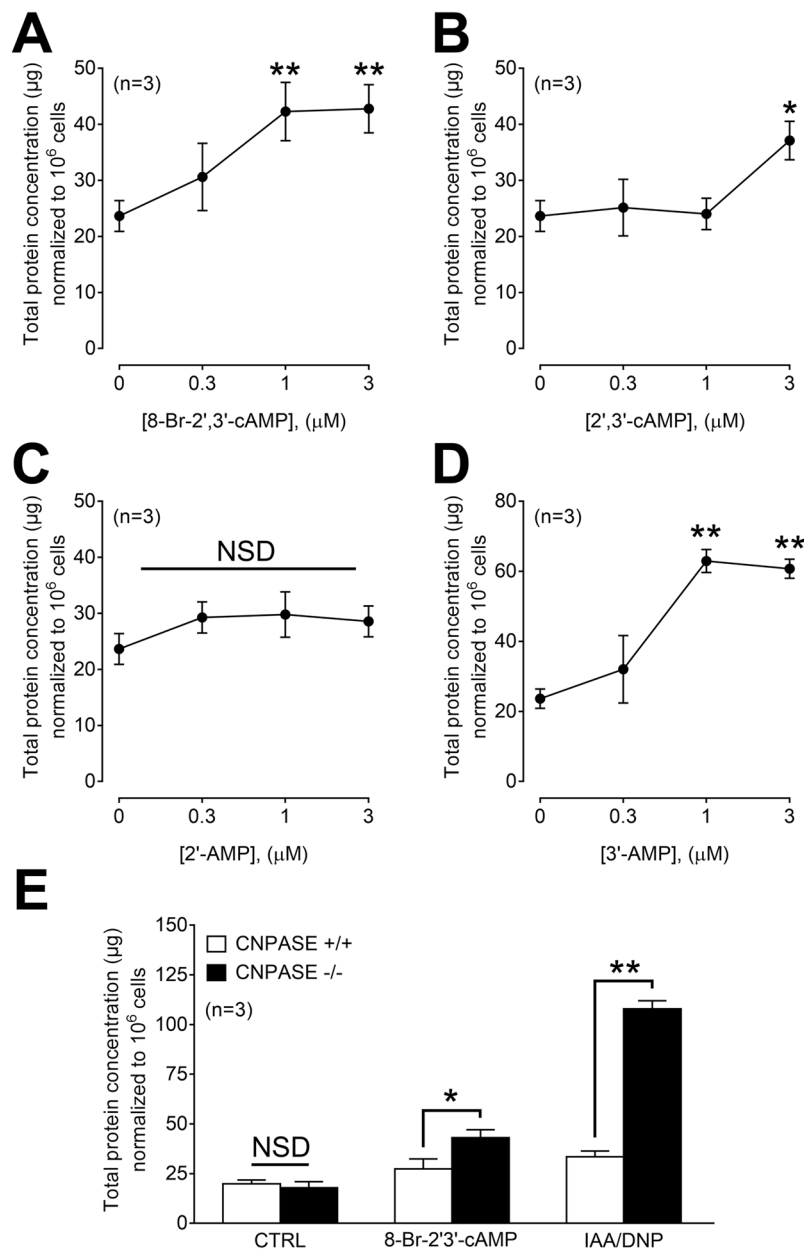 A
Total protein concentration (µg)
normalized to 10⁶ cells
50
40
30
20
10
0
(n=3)
**
**
0
0.3
1
3
[8-Br-2',3'-cAMP], (µM)
B
Total protein concentration (µg)
normalized to 10⁶ cells
50
40
30
20
10
0
(n=3)
*
0
0.3
1
3
[2',3'-cAMP], (µM)
C
Total protein concentration (µg)
normalized to 10⁶ cells
50
40
30
20
10
0
(n=3)
NSD
0
0.3
1
3
[2'-AMP], (µM)
D
Total protein concentration (µg)
normalized to 10⁶ cells
80
60
40
20
0
(n=3)
**
**
0
0.3
1
3
[3'-AMP], (µM)
E
Total protein concentration (µg)
normalized to 10⁶ cells
150
125
100
75
50
25
0
CNPASE +/+
CNPASE -/-
(n=3)
NSD
*
**
CTRL
8-Br-2'3'-cAMP
IAA/DNP